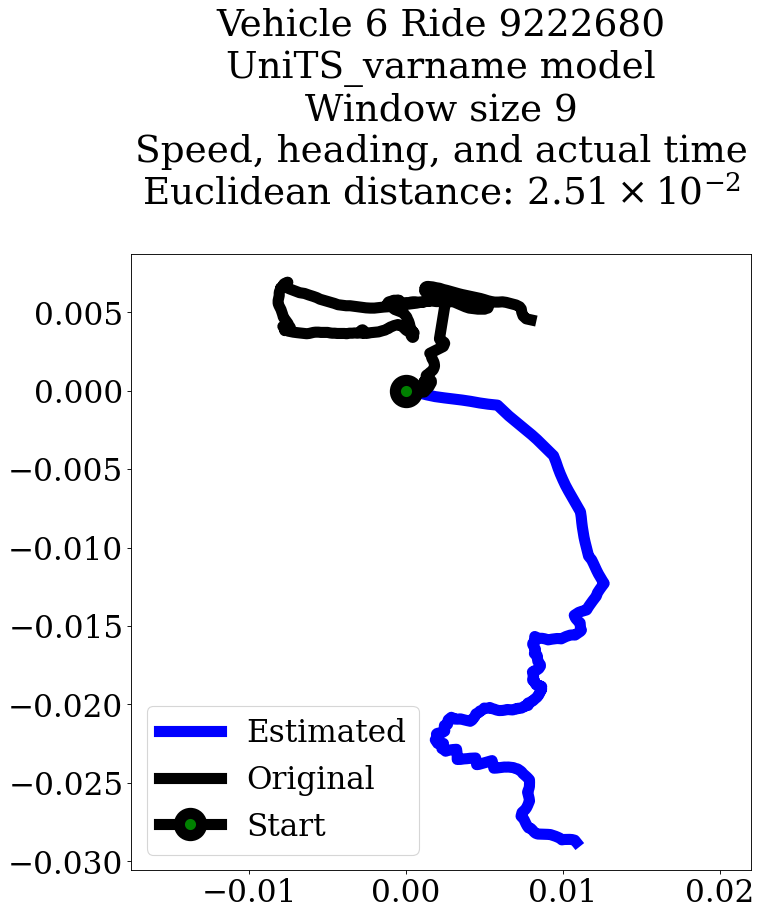 Vehicle 6 Ride 9222680
UniTS_varname model
Window size 9
Speed, heading, and actual time
Euclidean distance: 2.51 × 10⁻²
0.005
0.000
−0.005
−0.010
−0.015
−0.020
−0.025
−0.030
Estimated
Original
Start
−0.01
0.00
0.01
0.02